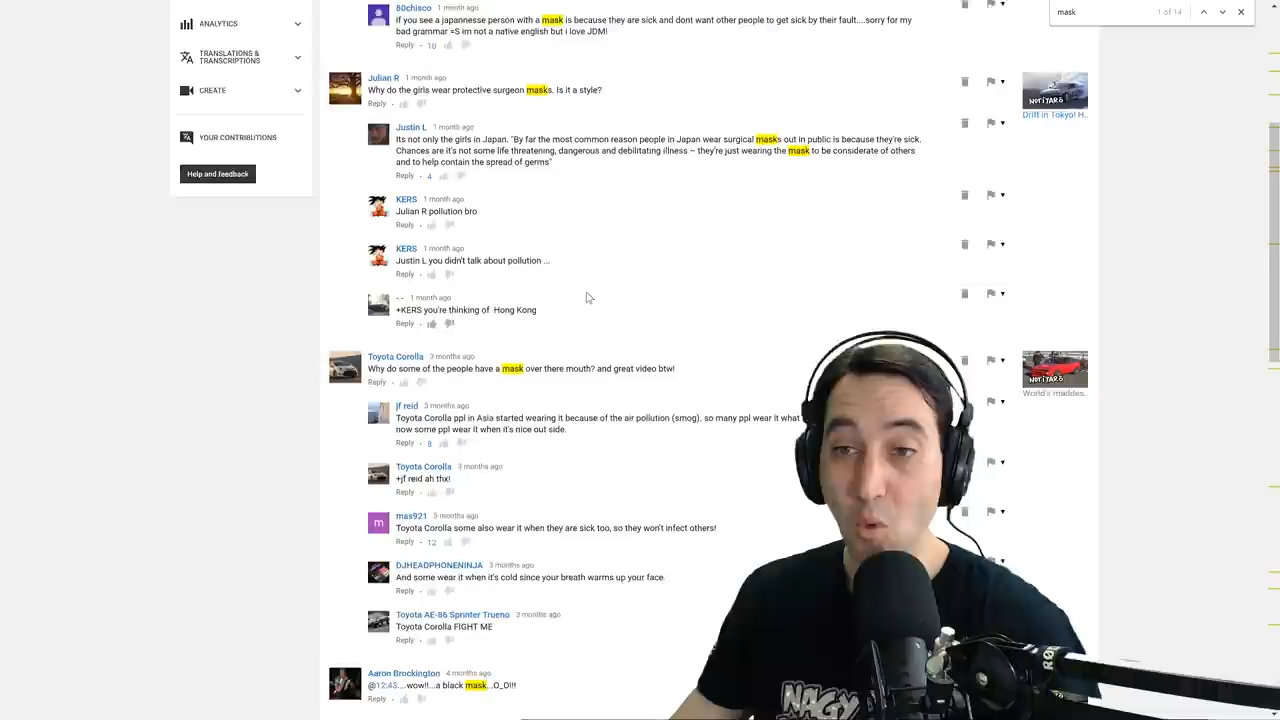 mask 1 of 14
ANALYTICS
TRANSLATIONS &
TRANSCRIPTIONS
CREATE
YOUR CONTRIBUTIONS
Help and feedback
80chisco 1 month ago
if you see a japannesse person with a mask is because they are sick and dont want other people to get sick by their fault....sorry for my
bad grammar =S im not a native english but i love JDM!
Reply · 10
Julian R 1 month ago
Why do the girls wear protective surgeon masks. Is it a style?
Reply ·
NOTIYARS
Drift in Tokyo! H..
Justin L 1 month ago
Its not only the girls in Japan. "By far the most common reason people in Japan wear surgical masks out in public is because they're sick.
Chances are it's not some life threatening, dangerous and debilitating illness – they're just wearing the mask to be considerate of others
and to help contain the spread of germs"
Reply · 4
KERS 1 month ago
Julian R pollution bro
Reply ·
KERS 1 month ago
Justin L you didn't talk about pollution ...
Reply ·
- - 1 month ago
+KERS you're thinking of Hong Kong
Reply ·
Toyota Corolla 3 months ago
Why do some of the people have a mask over there mouth? and great video btw!
Reply ·
NOTIYARS
World's maddes..
jf reid 3 months ago
Toyota Corolla ppl in Asia started wearing it because of the air pollution (smog). so many ppl wear it what
now some ppl wear it when it's nice out side.
Reply · 8
Toyota Corolla 3 months ago
+jf reid ah thx!
Reply ·
m
mas921 3 months ago
Toyota Corolla some also wear it when they are sick too, so they won't infect others!
Reply · 12
DJHEADPHONENINJA 3 months ago
And some wear it when it's cold since your breath warms up your face.
Reply ·
Toyota AE-86 Sprinter Trueno 3 months ago
Toyota Corolla FIGHT ME
Reply ·
Aaron Brockington 4 months ago
@12:43....wow!!...a black mask...O_O!!!
Reply ·
NAGY